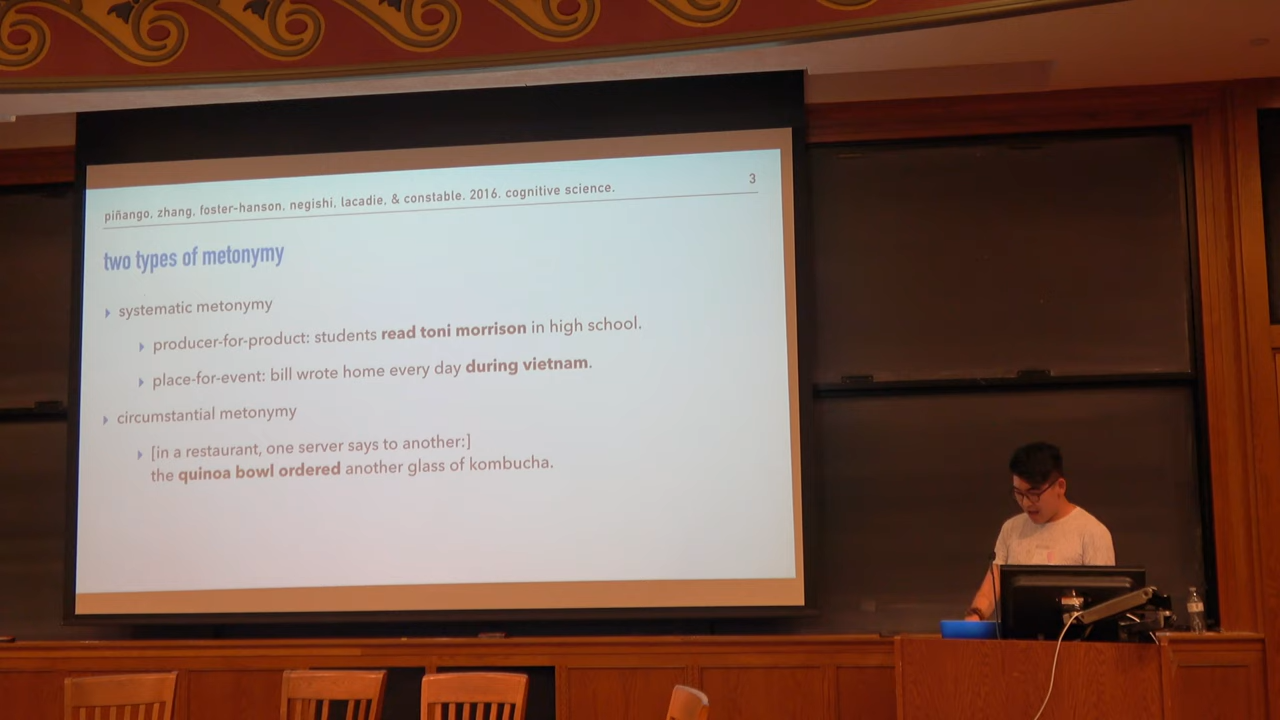 piñango, zhang, foster-hanson, negishi, lacadie, & constable. 2016. cognitive science.
3
two types of metonymy
systematic metonymy
producer-for-product: students read toni morrison in high school.
place-for-event: bill wrote home every day during vietnam.
circumstantial metonymy
[in a restaurant, one server says to another:]
the quinoa bowl ordered another glass of kombucha.